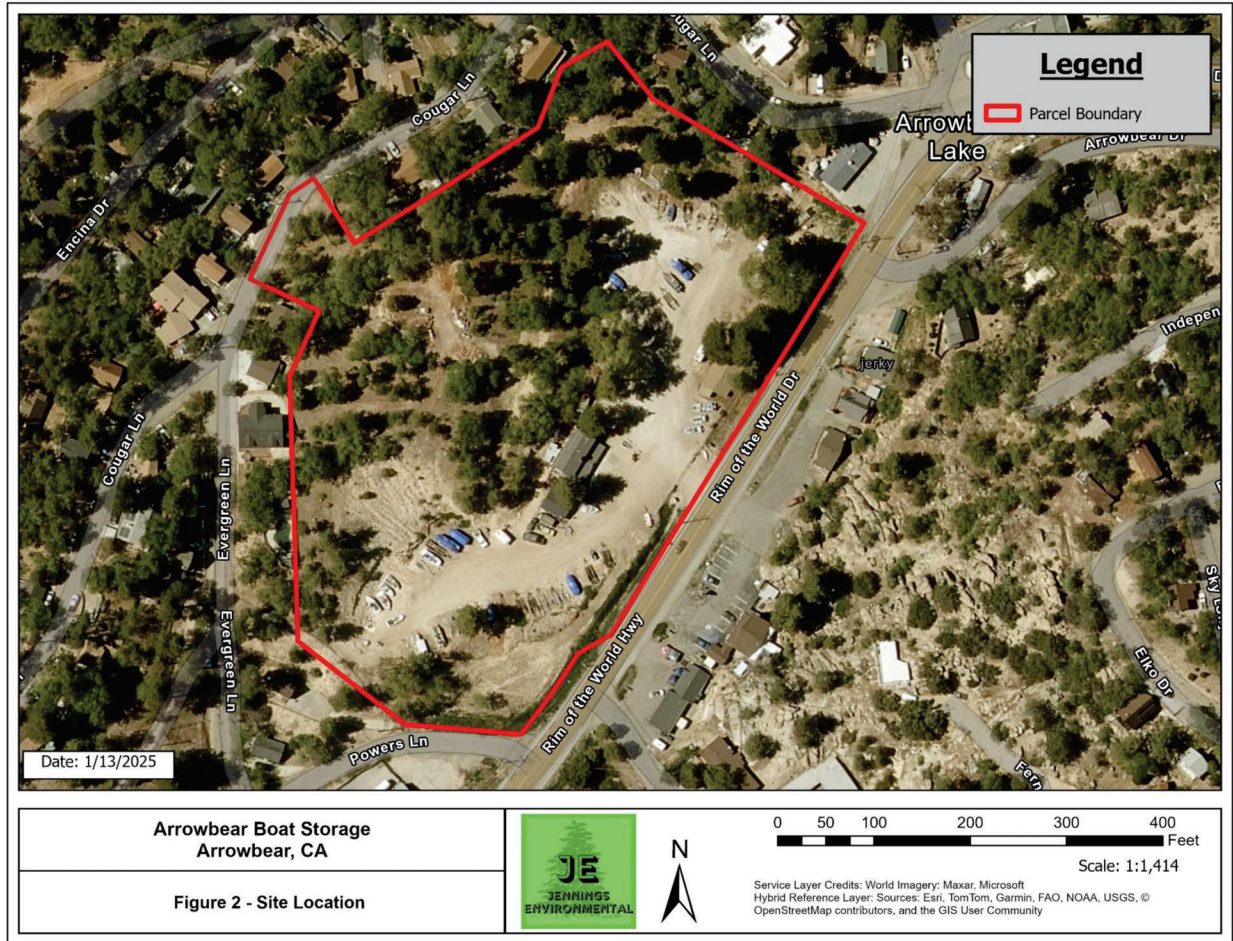 Cougar Ln
Legend
Parcel Boundary
Lake
Arrowbear Dr
Cougar Ln
Encina Dr
jerky
Rim of the World Dr
Cougar Ln
Evergreen Ln
Evergreen Ln
Elko Dr
Rim of the World Hwy
Powers Ln
Fern
Date: 1/13/2025
Arrowbear Boat Storage
Arrowbear, CA
Figure 2 - Site Location
JE
JENNINGS
ENVIRONMENTAL
N
0 50 100 200 300 400
Feet
Scale: 1:1,414
Service Layer Credits: World Imagery: Maxar, Microsoft
Hybrid Reference Layer: Sources: Esri, TomTom, Garmin, FAO, NOAA, USGS, ©
OpenStreetMap contributors, and the GIS User Community